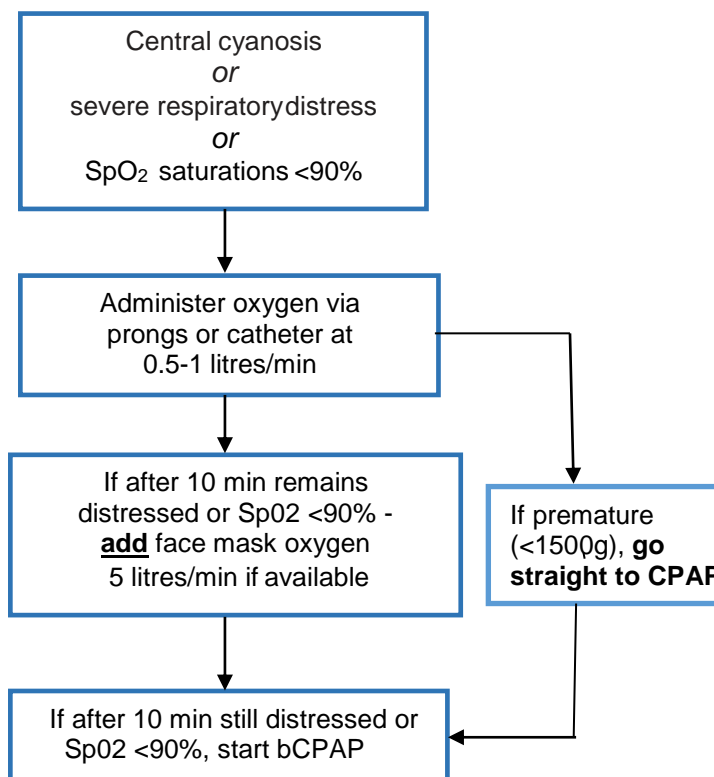 Central cyanosis
or
severe respiratory distress
or
SpO₂ saturations <90%
Administer oxygen via
prongs or catheter at
0.5-1 litres/min
If after 10 min remains
distressed or Sp02 <90% -
add face mask oxygen
5 litres/min if available
If premature
(<1500g), go
straight to CPAP
If after 10 min still distressed or
Sp02 <90%, start bCPAP